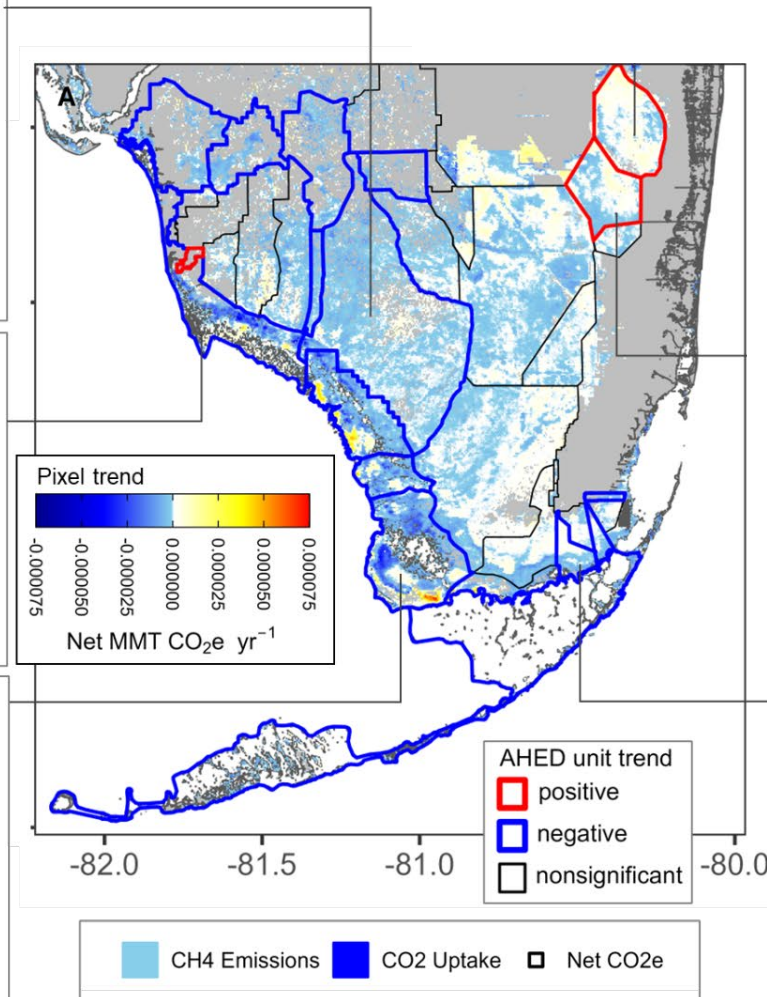 A
Pixel trend
-0.000075
-0.000050
-0.000025
0.000000
0.000025
0.000050
0.000075
Net MMT CO₂e yr⁻¹
AHED unit trend
positive
negative
nonsignificant
-82.0 -81.5 -81.0 -80.0
CH4 Emissions CO2 Uptake Net CO2e